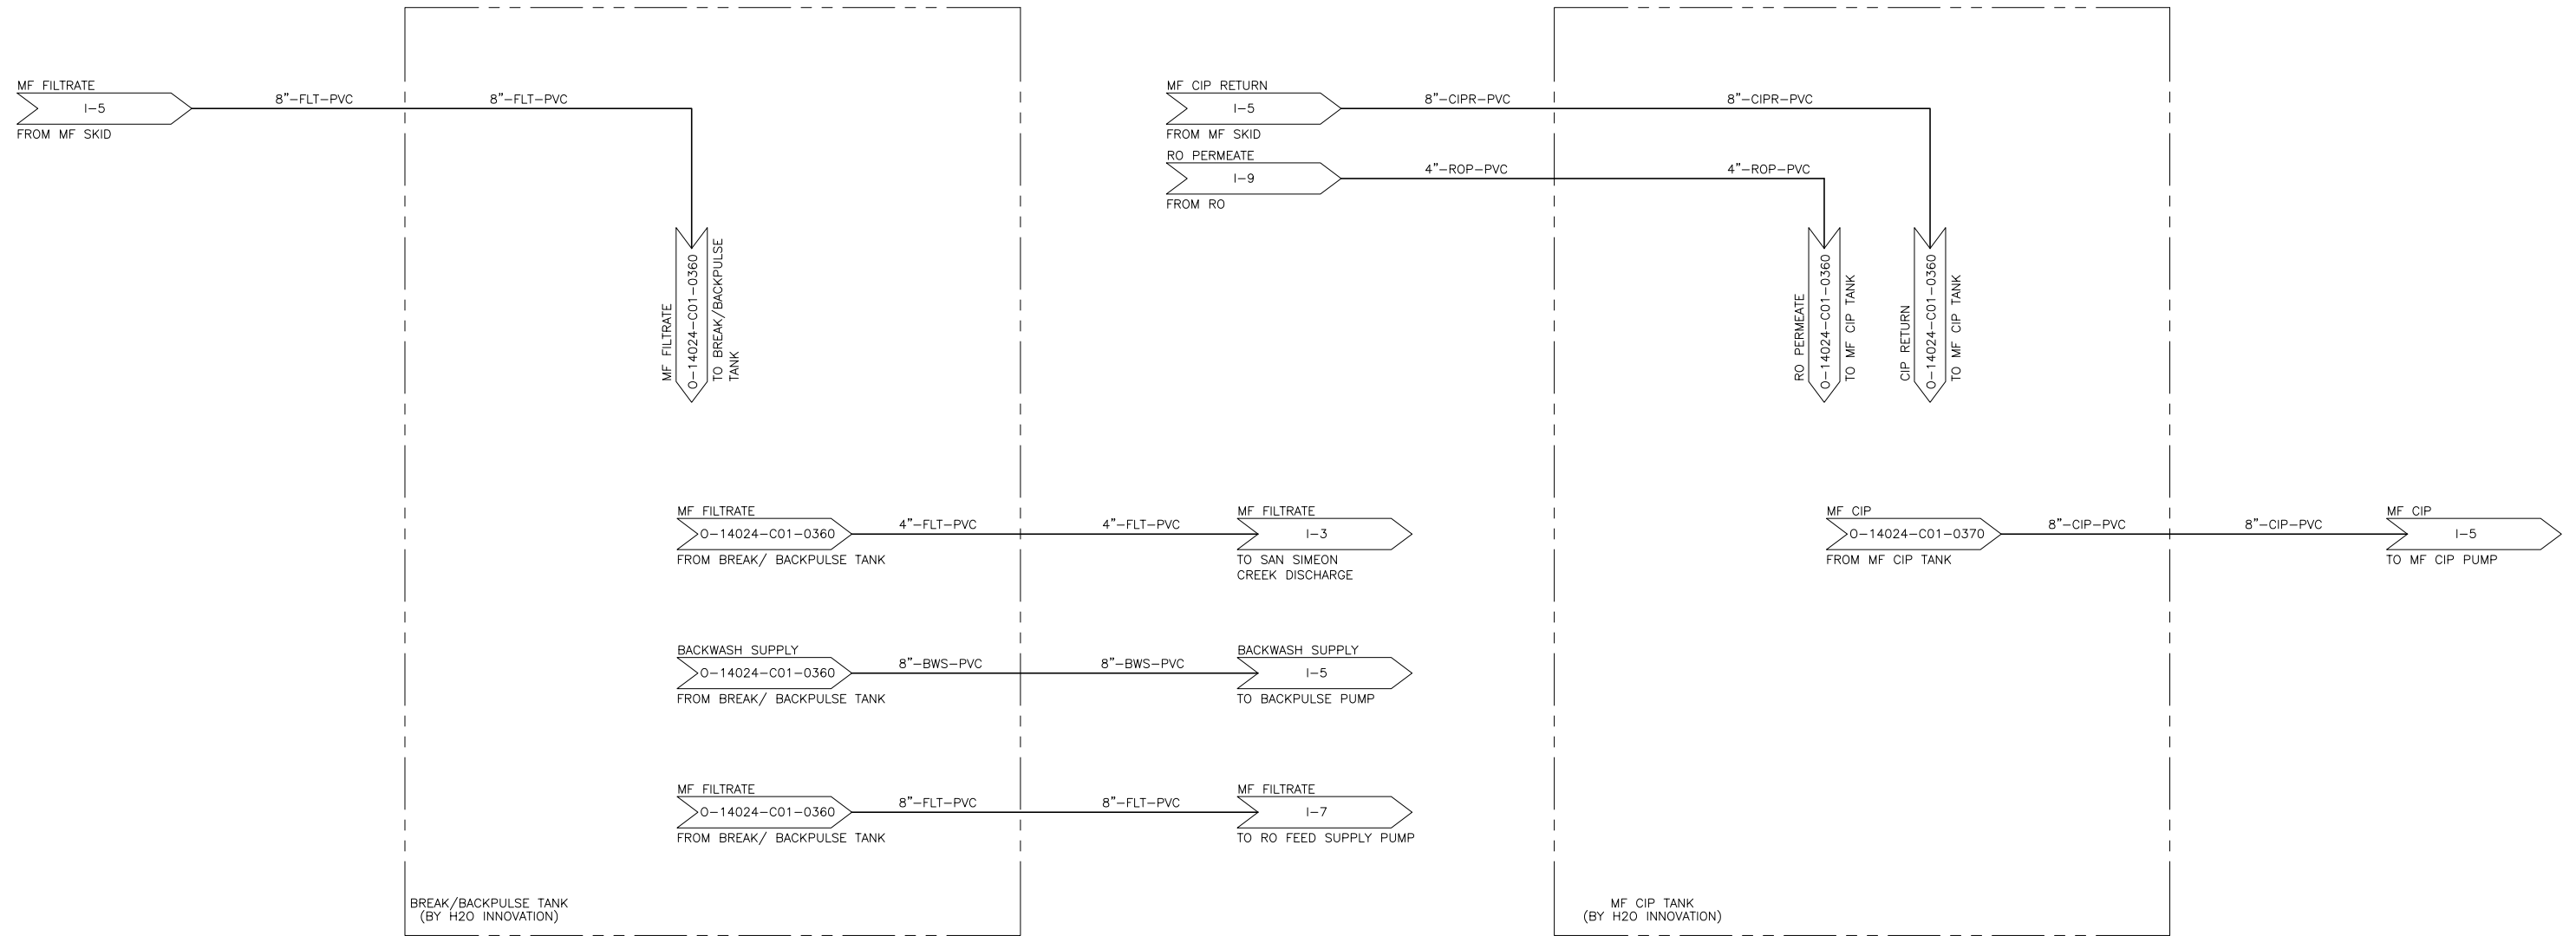 MF FILTRATE
I-5
FROM MF SKID
8"-FLT-PVC
8"-FLT-PVC
MF FILTRATE
O-14024-C01-0360
TO BREAK/BACKPULSE
TANK
MF FILTRATE
O-14024-C01-0360
FROM BREAK/ BACKPULSE TANK
4"-FLT-PVC
4"-FLT-PVC
MF FILTRATE
I-3
TO SAN SIMEON
CREEK DISCHARGE
BACKWASH SUPPLY
O-14024-C01-0360
FROM BREAK/ BACKPULSE TANK
8"-BWS-PVC
8"-BWS-PVC
BACKWASH SUPPLY
I-5
TO BACKPULSE PUMP
MF FILTRATE
O-14024-C01-0360
FROM BREAK/ BACKPULSE TANK
8"-FLT-PVC
8"-FLT-PVC
MF FILTRATE
I-7
TO RO FEED SUPPLY PUMP
BREAK/BACKPULSE TANK
(BY H2O INNOVATION)
MF CIP RETURN
I-5
FROM MF SKID
8"-CIPR-PVC
8"-CIPR-PVC
RO PERMEATE
I-9
FROM RO
4"-ROP-PVC
4"-ROP-PVC
RO PERMEATE
O-14024-C01-0360
TO MF CIP TANK
CIP RETURN
O-14024-C01-0360
TO MF CIP TANK
MF CIP
O-14024-C01-0370
FROM MF CIP TANK
8"-CIP-PVC
8"-CIP-PVC
MF CIP
I-5
TO MF CIP PUMP
MF CIP TANK
(BY H2O INNOVATION)